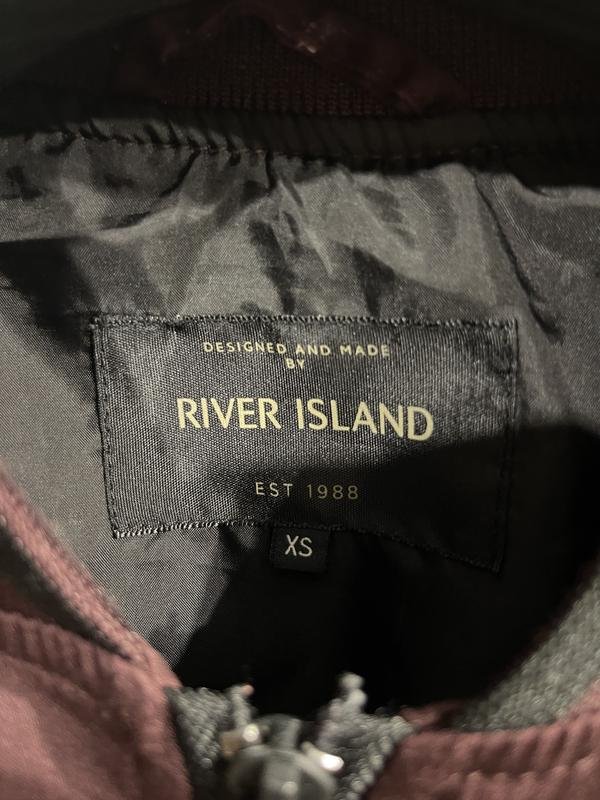 DESIGNED AND MADE
BY
RIVER ISLAND
EST 1988
XS